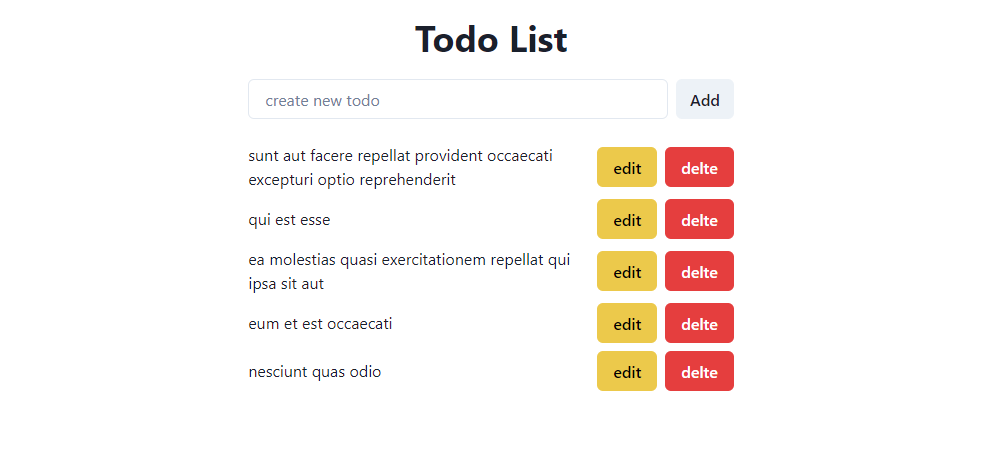 Todo List
create new todo
Add
sunt aut facere repellat provident occaecati
excepturi optio reprehenderit
edit
delte
qui est esse
edit
delte
ea molestias quasi exercitationem repellat qui
ipsa sit aut
edit
delte
eum et est occaecati
edit
delte
nesciunt quas odio
edit
delte